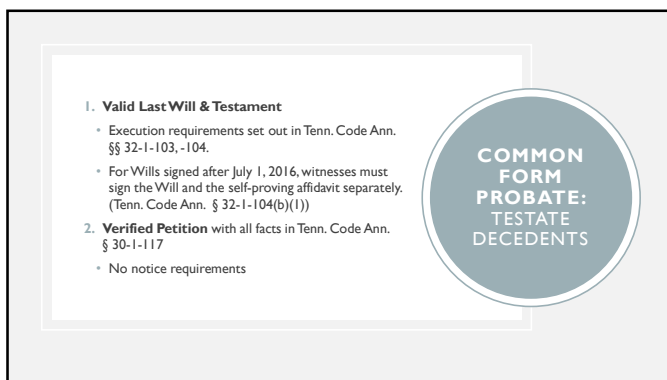 1. Valid Last Will & Testament
• Execution requirements set out in Tenn. Code Ann.
§§ 32-1-103, -104.
• For Wills signed after July 1, 2016, witnesses must
sign the Will and the self-proving affidavit separately.
(Tenn. Code Ann. § 32-1-104(b)(1))
2. Verified Petition with all facts in Tenn. Code Ann.
§ 30-1-117
• No notice requirements
COMMON
FORM
PROBATE:
TESTATE
DECEDENTS